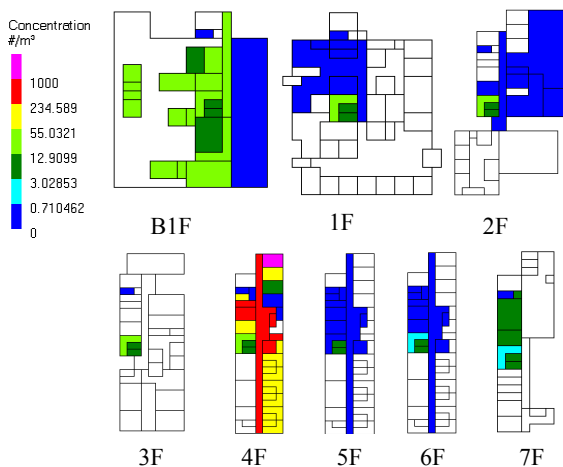 Concentration
#/m³
1000
234.589
55.0321
12.9099
3.02853
0.710462
0
B1F
1F
2F
3F
4F
5F
6F
7F